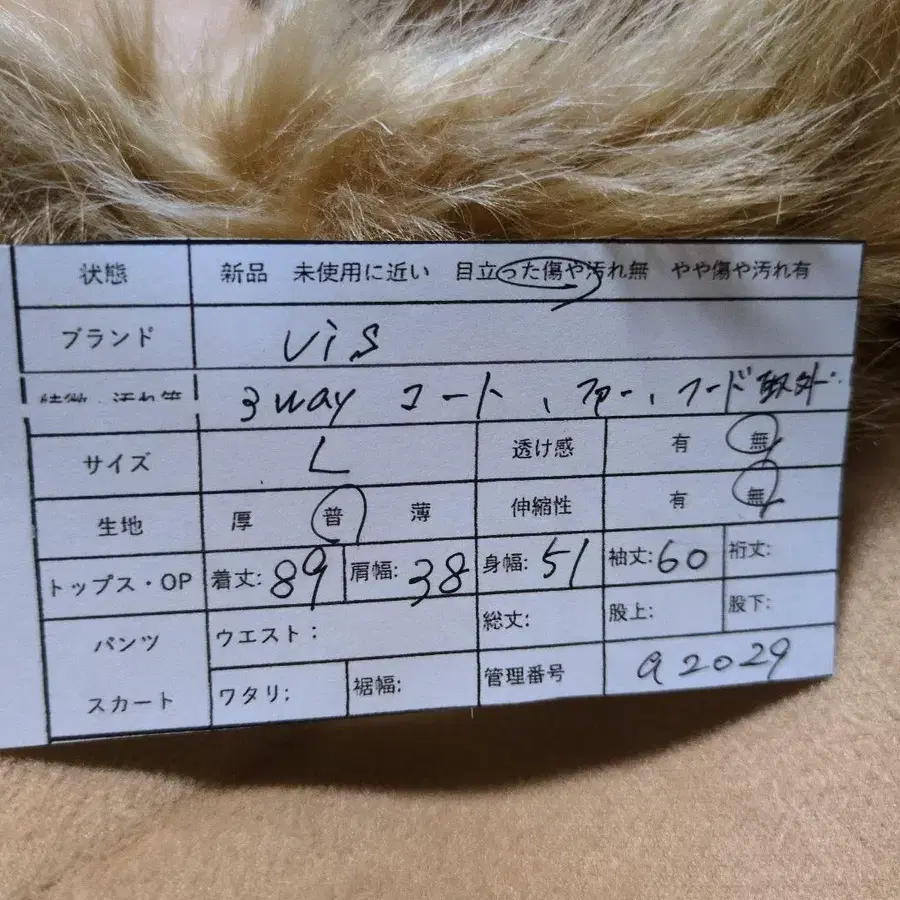 状態 新品 未使用に近い 目立った傷や汚れ無 やや傷や汚れ有
ブランド vis
特徴・汚れ等 3way コート、ファー、フード取外
サイズ L 透け感 有 無
生地 厚 普 薄 伸縮性 有 無
トップス・OP 着丈: 89 肩幅: 38 身幅: 51 袖丈: 60 裄丈:
パンツ ウエスト: 総丈: 股上: 股下:
スカート ワタリ: 裾幅: 管理番号 a2029